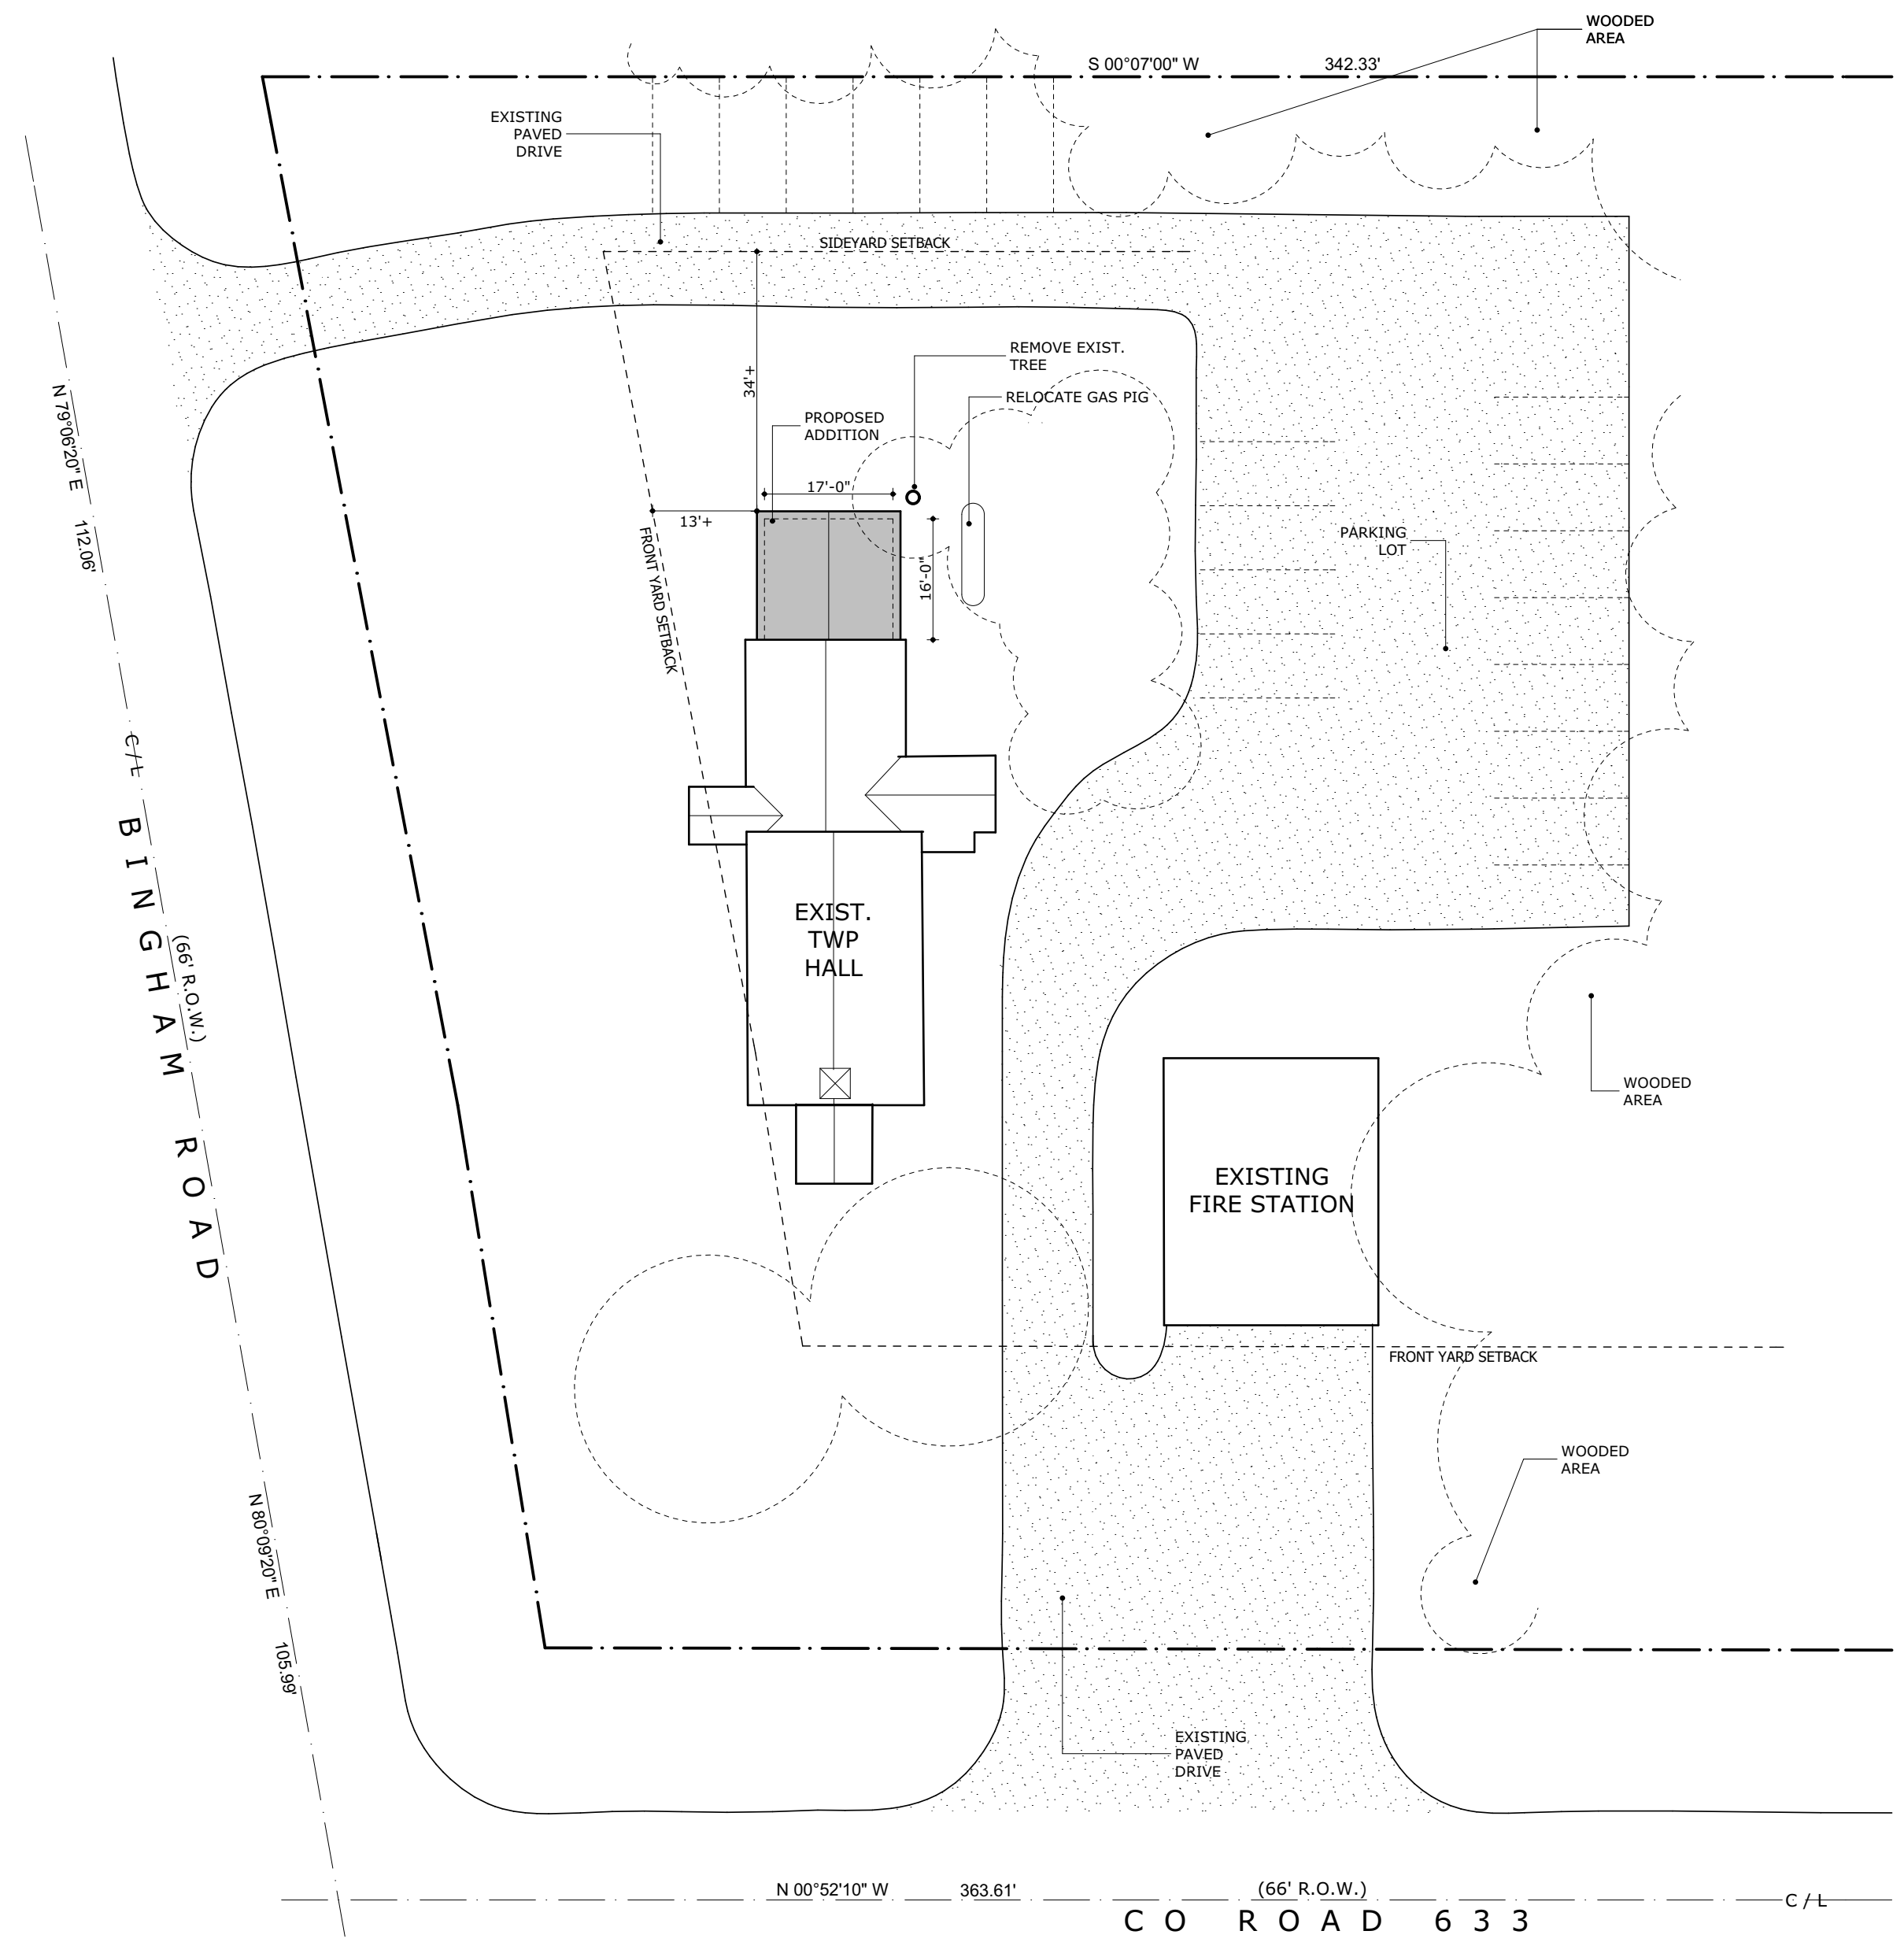 WOODED
AREA
S 00°07'00" W 342.33'
EXISTING
PAVED
DRIVE
SIDEYARD SETBACK
REMOVE EXIST.
TREE
34'+
RELOCATE GAS PIG
PROPOSED
ADDITION
17'-0"
13'+
16'-0"
FRONT YARD SETBACK
PARKING
LOT
N 79°06'20" E 112.06'
C / L
BINGHAM ROAD
(66' R.O.W.)
EXIST.
TWP
HALL
WOODED
AREA
EXISTING
FIRE STATION
FRONT YARD SETBACK
WOODED
AREA
N 80°09'20" E 105.99'
EXISTING
PAVED
DRIVE
N 00°52'10" W 363.61' (66' R.O.W.)
C / L
CO ROAD 633